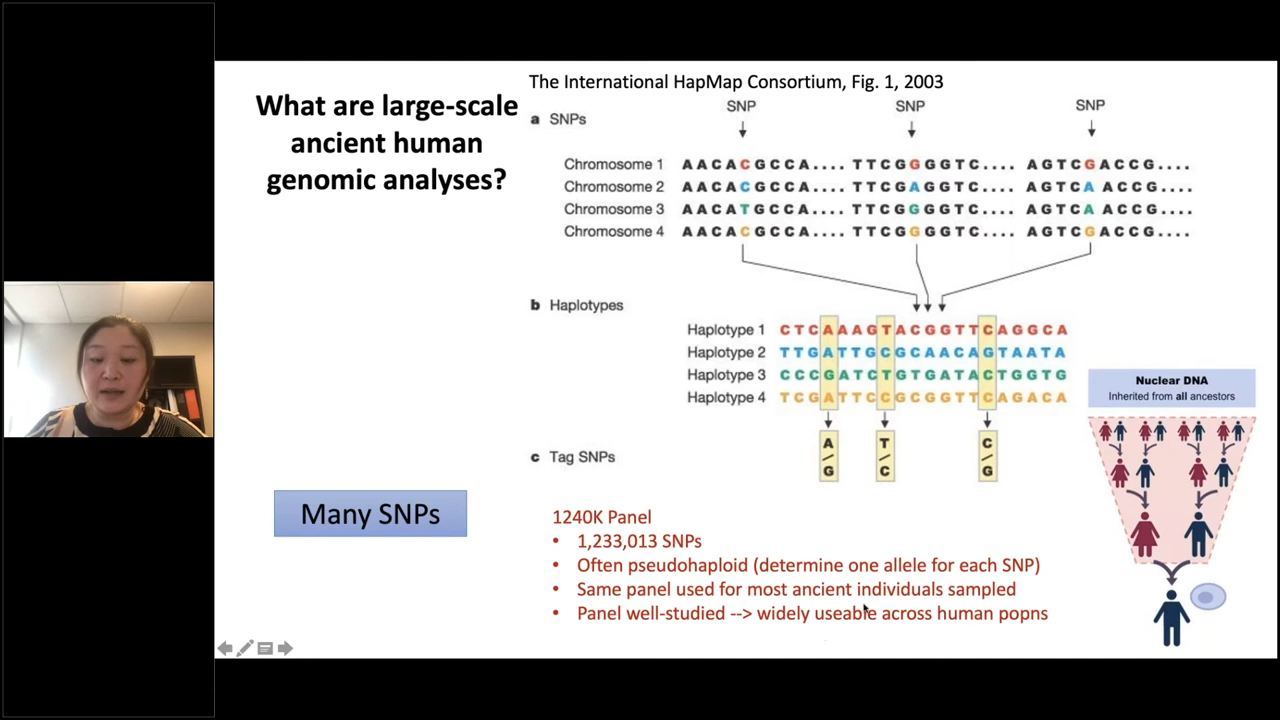 What are large-scale
ancient human
genomic analyses?
The International HapMap Consortium, Fig. 1, 2003
SNP SNP SNP
a SNPs
Chromosome 1 AACACGCCA.... TTCGGGGTC.... AGTCGACCG....
Chromosome 2 AACACGCCA.... TTCGAGGTC.... AGTCAACCG....
Chromosome 3 AACATGCCA.... TTCGGGGTC.... AGTCAACCG....
Chromosome 4 AACACGCCA.... TTCGGGGTC.... AGTCGACCG....
b Haplotypes
Haplotype 1 CTCAAAGTACGGTTCAGGCA
Haplotype 2 TTGATTGCGCAACAGTAATA
Haplotype 3 CCCGATCTGTGATACTGGTG
Haplotype 4 TCGATTCCGCGGTTCAGACA
c Tag SNPs
A/G T/C C/G
Nuclear DNA
Inherited from all ancestors
Many SNPs
1240K Panel
• 1,233,013 SNPs
• Often pseudohaploid (determine one allele for each SNP)
• Same panel used for most ancient individuals sampled
• Panel well-studied --> widely useable across human popns